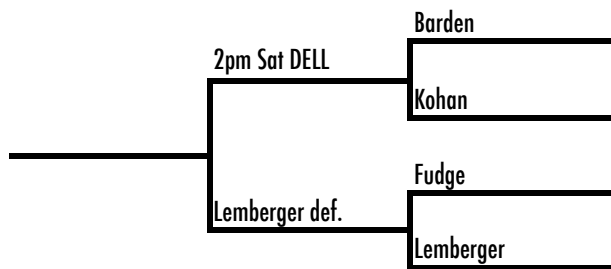 Barden
2pm Sat DELL
Kohan
Fudge
Lemberger def.
Lemberger